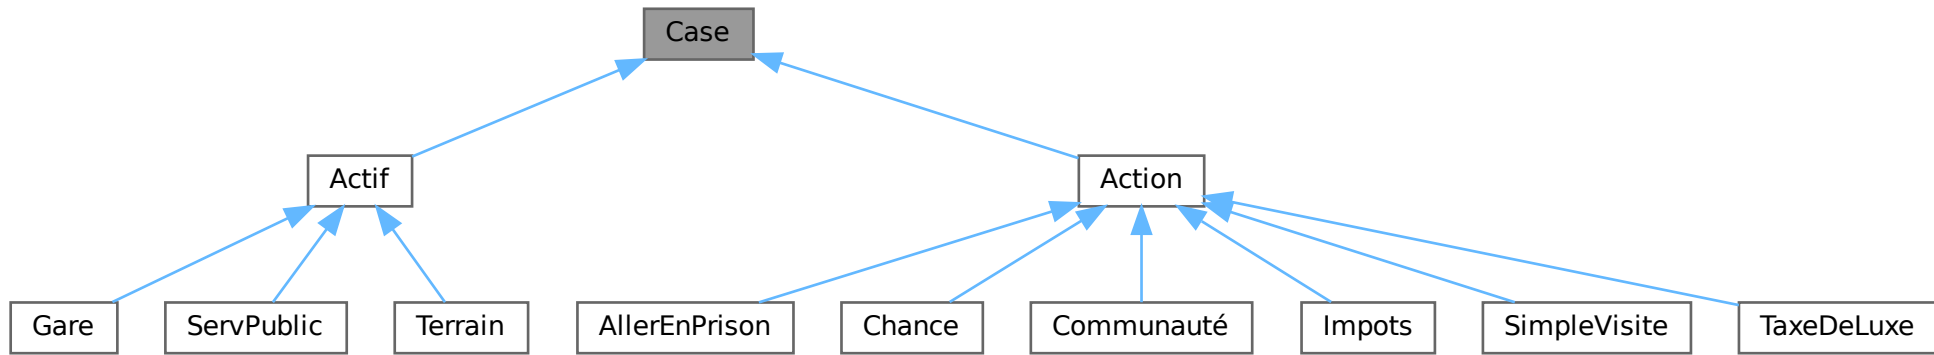 Case
Actif
Action
Gare
ServPublic
Terrain
AllerEnPrison
Chance
Communauté
Impots
SimpleVisite
TaxeDeLuxe